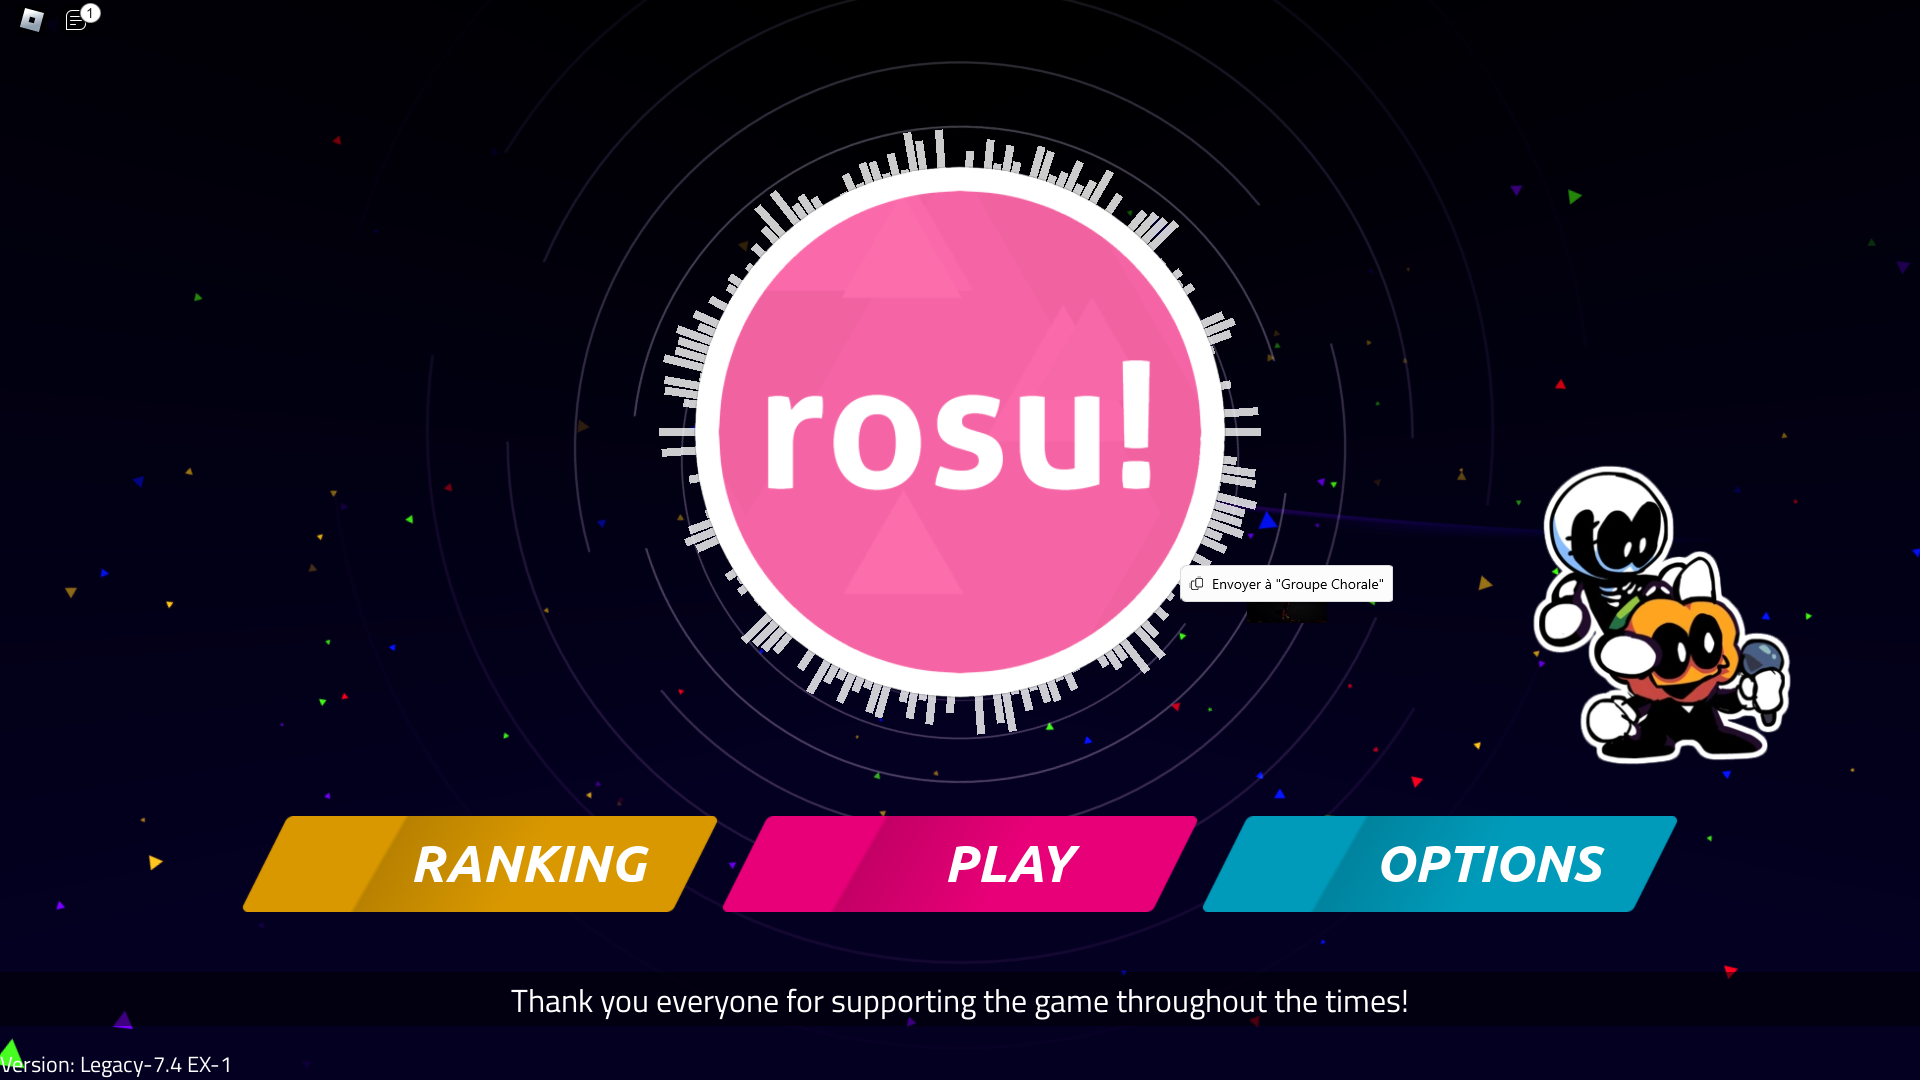 1
rosu!
Envoyer à "Groupe Chorale"
RANKING
PLAY
OPTIONS
Thank you everyone for supporting the game throughout the times!
Version: Legacy-7.4 EX-1